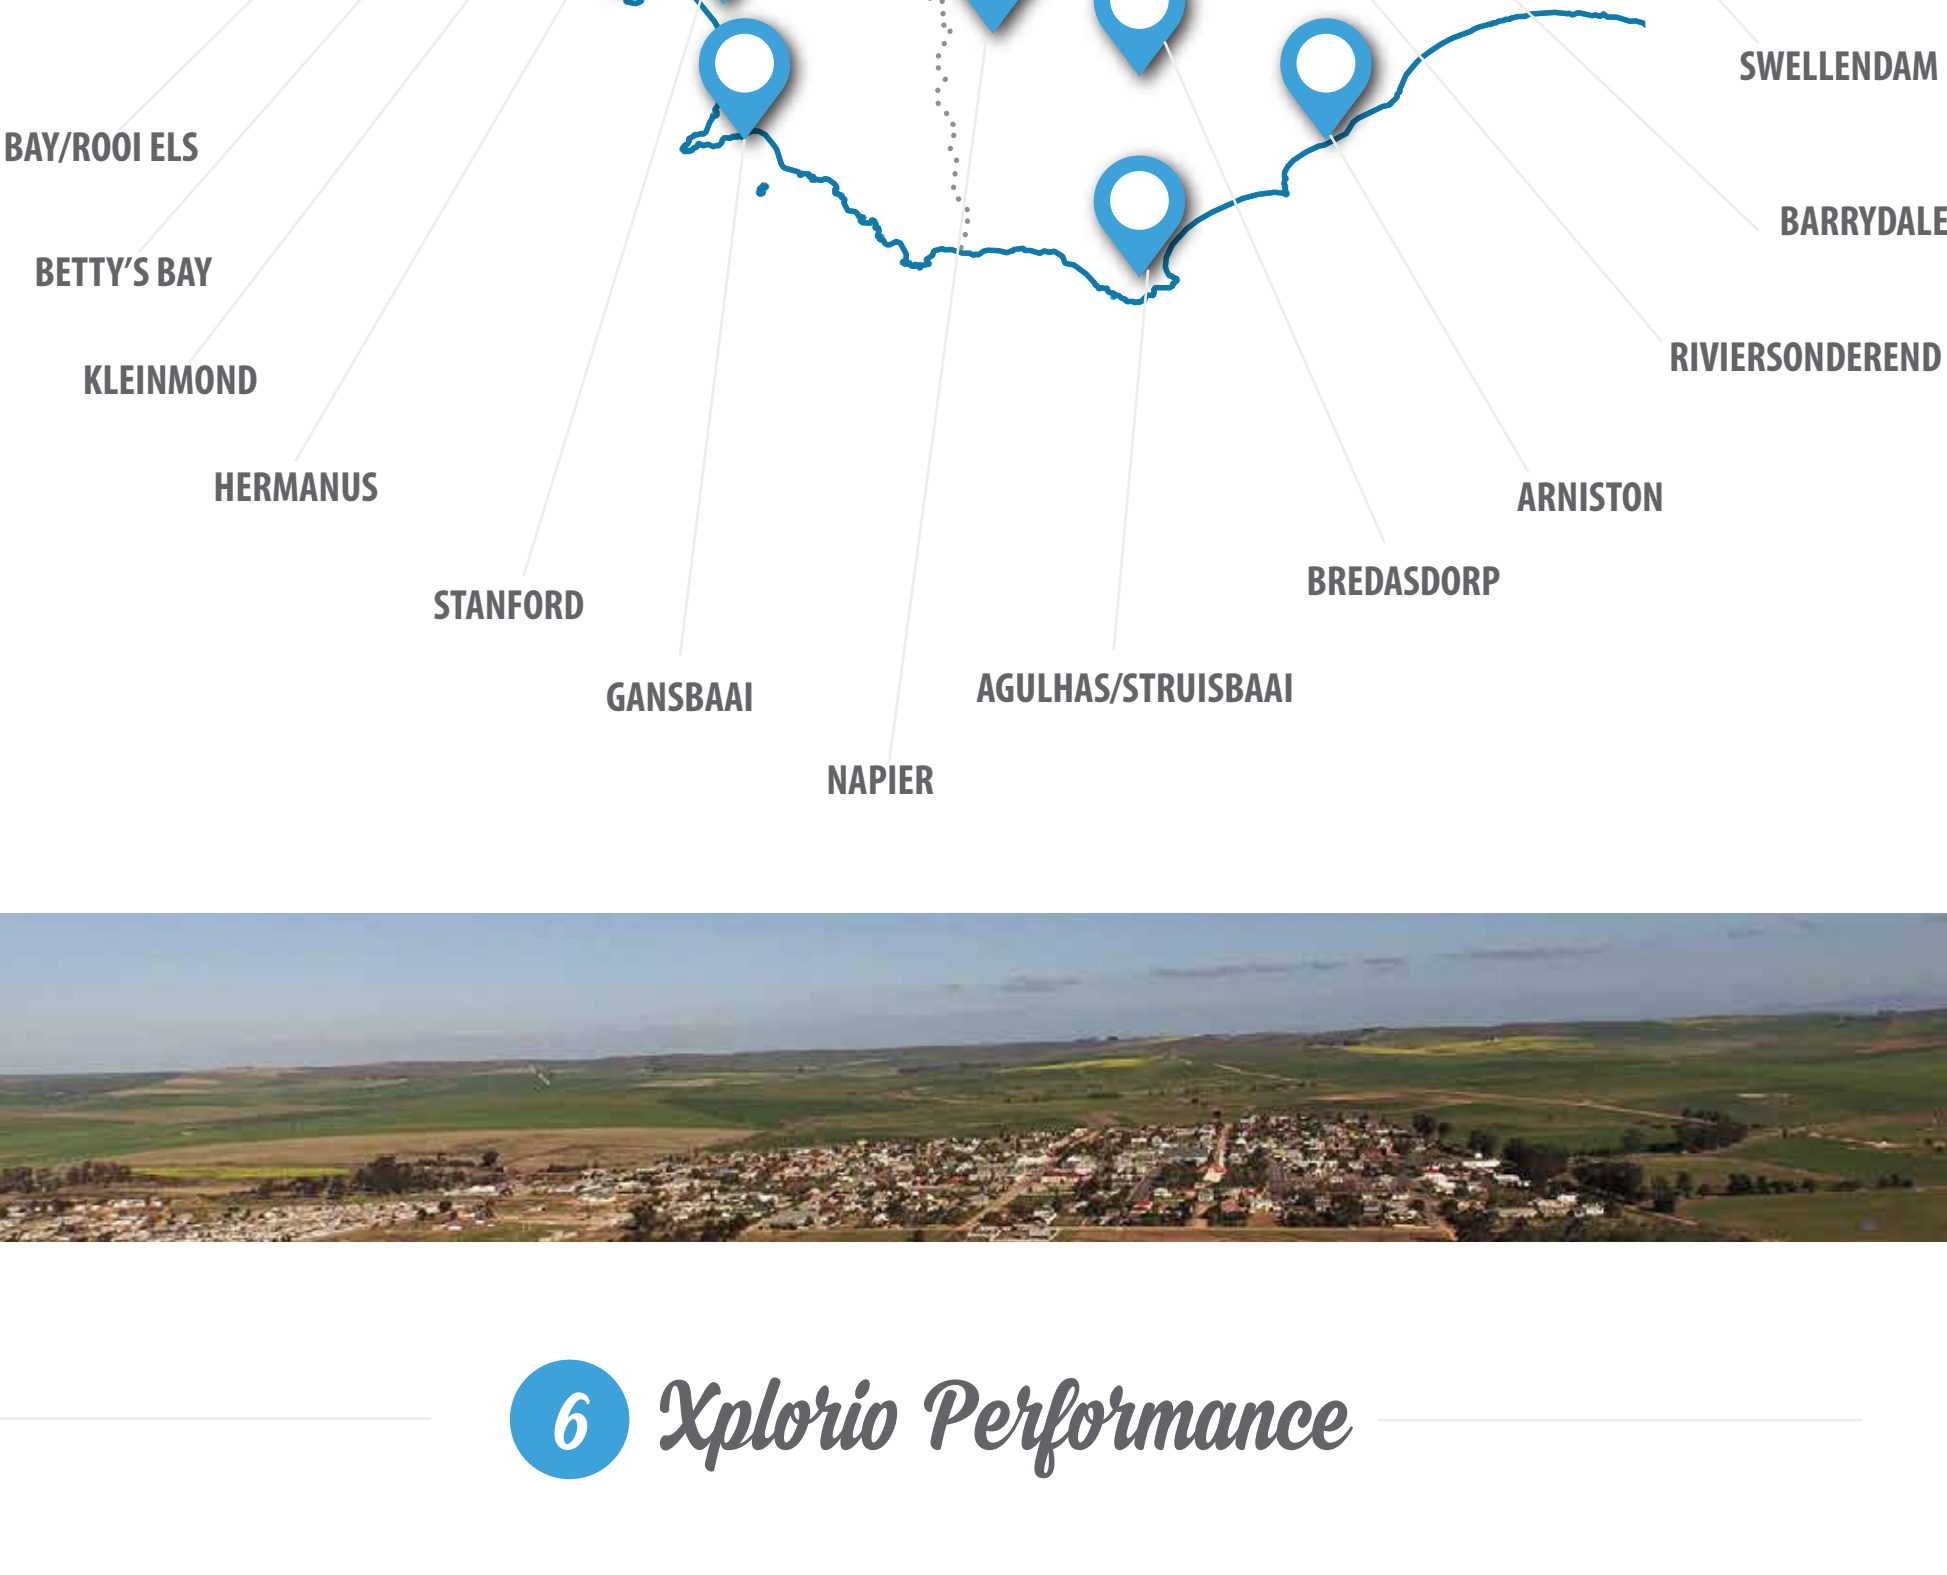 SWELLENDAM
BAY/ROOI ELS
BARRYDALE
BETTY'S BAY
RIVIERSONDEREND
KLEINMOND
HERMANUS
ARNISTON
BREDASDORP
STANFORD
GANSBAAI
AGULHAS/STRUISBAAI
NAPIER
6 Xplorio Performance